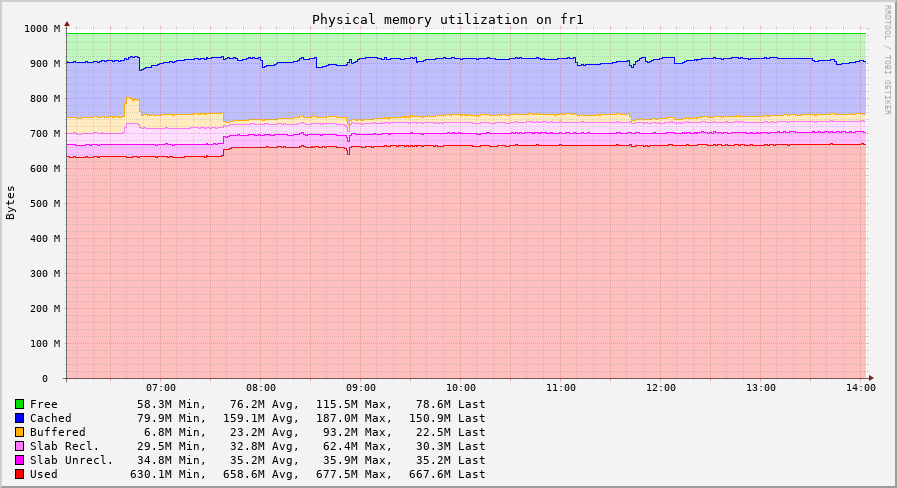 Physical memory utilization on fr1
RRDTOOL / TOBI OETIKER
Bytes
1000 M
900 M
800 M
700 M
600 M
500 M
400 M
300 M
200 M
100 M
0
07:00 08:00 09:00 10:00 11:00 12:00 13:00 14:00
Free 58.3M Min, 76.2M Avg, 115.5M Max, 78.6M Last
Cached 79.9M Min, 159.1M Avg, 187.0M Max, 150.9M Last
Buffered 6.8M Min, 23.2M Avg, 93.2M Max, 22.5M Last
Slab Recl. 29.5M Min, 32.8M Avg, 62.4M Max, 30.3M Last
Slab Unrecl. 34.8M Min, 35.2M Avg, 35.9M Max, 35.2M Last
Used 630.1M Min, 658.6M Avg, 677.5M Max, 667.6M Last